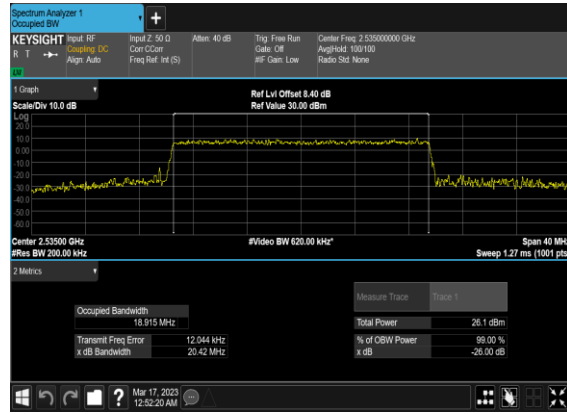 Spectrum Analyzer 1
Occupied BW
+
KEYSIGHT
R T
LW
Input: RF
Coupling: DC
Align: Auto
Input Z: 50 Ω
Corr CCorr
Freq Ref: Int (S)
Atten: 40 dB
Trig: Free Run
Gate: Off
#IF Gain: Low
Center Freq: 2.535000000 GHz
Avg|Hold: 100/100
Radio Std: None
1 Graph
Scale/Div 10.0 dB
Ref Lvl Offset 8.40 dB
Ref Value 30.00 dBm
Log
20.0
10.0
0.00
-10.0
-20.0
-30.0
-40.0
-50.0
-60.0
Center 2.53500 GHz
#Res BW 200.00 kHz
#Video BW 620.00 kHz*
Span 40 MHz
Sweep 1.27 ms (1001 pts
2 Metrics
Measure Trace Trace 1
Occupied Bandwidth
18.915 MHz
Total Power 26.1 dBm
Transmit Freq Error 12.044 kHz
% of OBW Power 99.00 %
x dB Bandwidth 20.42 MHz
x dB -26.00 dB
?
Mar 17, 2023
12:52:20 AM